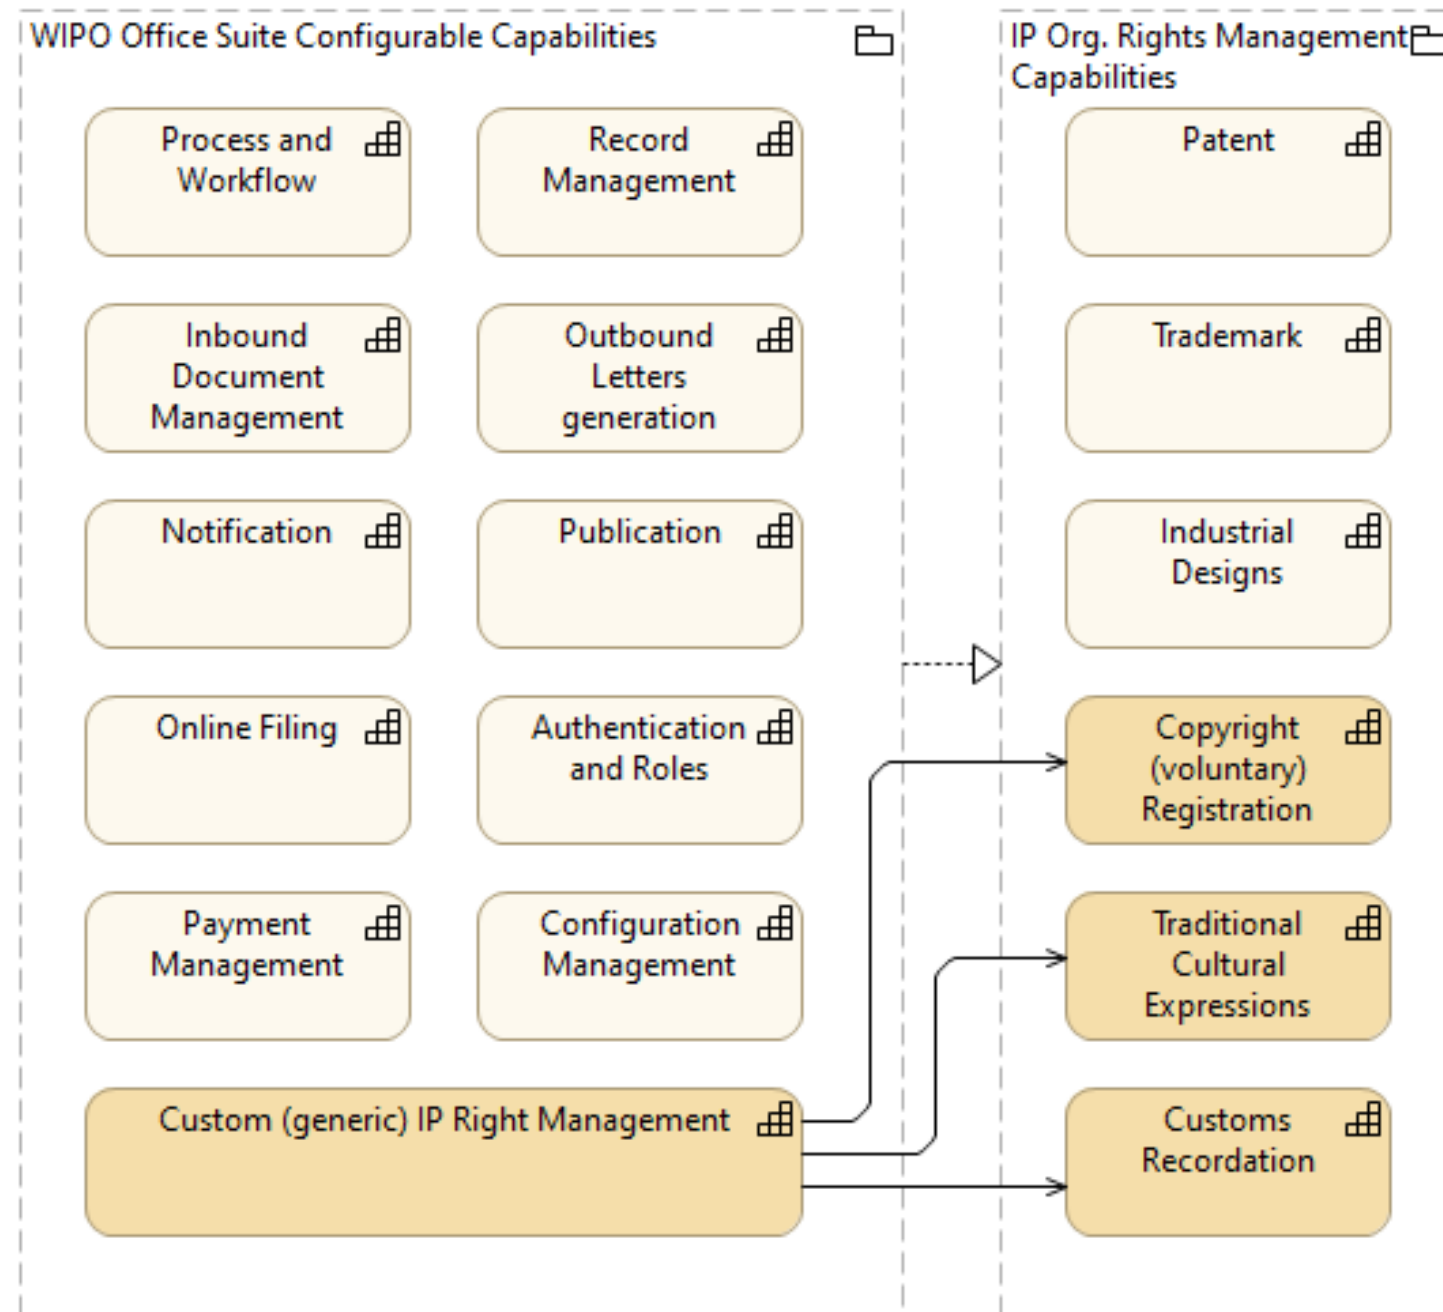 WIPO Office Suite Configurable Capabilities
Process and
Workflow
Record
Management
Inbound
Document
Management
Outbound
Letters
generation
Notification
Publication
Online Filing
Authentication
and Roles
Payment
Management
Configuration
Management
Custom (generic) IP Right Management
IP Org. Rights Management
Capabilities
Patent
Trademark
Industrial
Designs
Copyright
(voluntary)
Registration
Traditional
Cultural
Expressions
Customs
Recordation